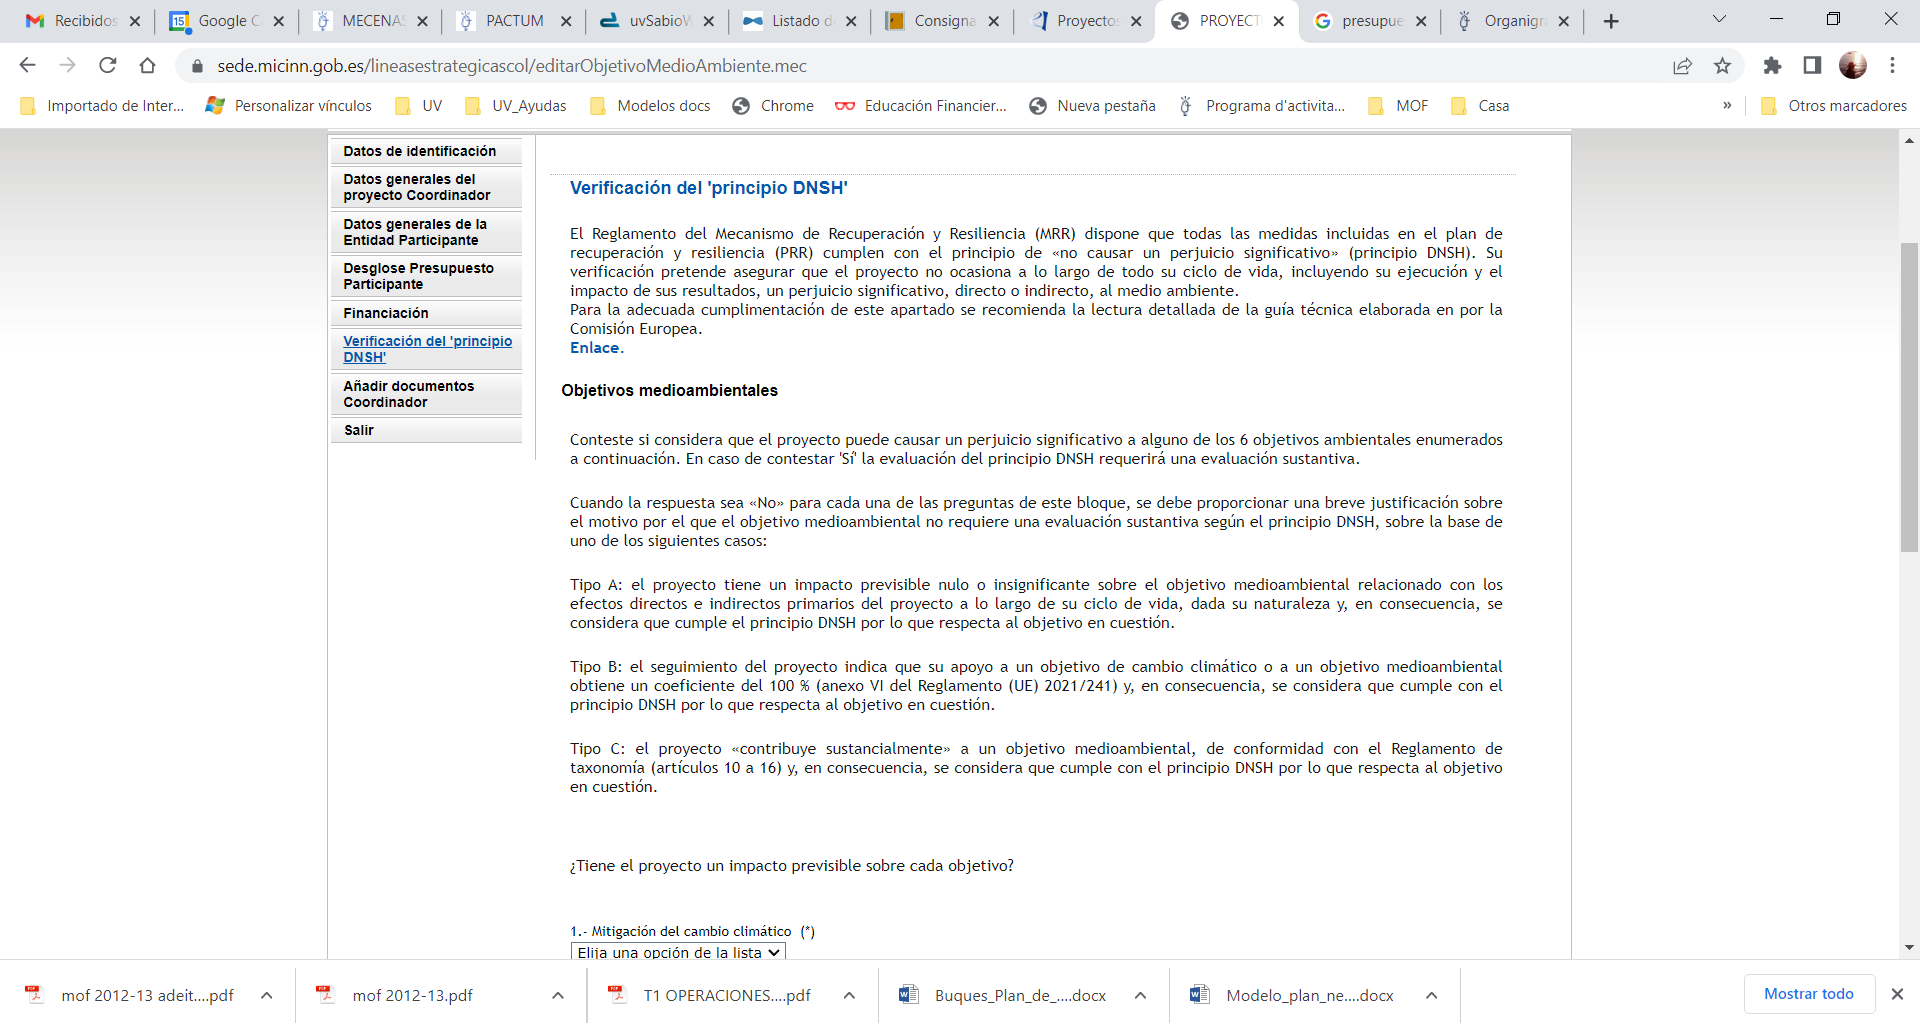 Recibidos
Google C
MECENAS
PACTUM
uvSabioW
Listado d
Consigna
Proyectos
PROYECT
presupue
Organigra
sede.micinn.gob.es/lineasestrategicascol/editarObjetivoMedioAmbiente.mec
Importado de Inter...
Personalizar vínculos
UV
UV_Ayudas
Modelos docs
Chrome
Educación Financier...
Nueva pestaña
Programa d'activita...
MOF
Casa
»
Otros marcadores
Datos de identificación
Datos generales del
proyecto Coordinador
Datos generales de la
Entidad Participante
Desglose Presupuesto
Participante
Financiación
Verificación del 'principio
DNSH'
Añadir documentos
Coordinador
Salir
Verificación del 'principio DNSH'
El Reglamento del Mecanismo de Recuperación y Resiliencia (MRR) dispone que todas las medidas incluidas en el plan de
recuperación y resiliencia (PRR) cumplen con el principio de «no causar un perjuicio significativo» (principio DNSH). Su
verificación pretende asegurar que el proyecto no ocasiona a lo largo de todo su ciclo de vida, incluyendo su ejecución y el
impacto de sus resultados, un perjuicio significativo, directo o indirecto, al medio ambiente.
Para la adecuada cumplimentación de este apartado se recomienda la lectura detallada de la guía técnica elaborada en por la
Comisión Europea.
Enlace.
Objetivos medioambientales
Conteste si considera que el proyecto puede causar un perjuicio significativo a alguno de los 6 objetivos ambientales enumerados
a continuación. En caso de contestar 'Sí' la evaluación del principio DNSH requerirá una evaluación sustantiva.
Cuando la respuesta sea «No» para cada una de las preguntas de este bloque, se debe proporcionar una breve justificación sobre
el motivo por el que el objetivo medioambiental no requiere una evaluación sustantiva según el principio DNSH, sobre la base de
uno de los siguientes casos:
Tipo A: el proyecto tiene un impacto previsible nulo o insignificante sobre el objetivo medioambiental relacionado con los
efectos directos e indirectos primarios del proyecto a lo largo de su ciclo de vida, dada su naturaleza y, en consecuencia, se
considera que cumple el principio DNSH por lo que respecta al objetivo en cuestión.
Tipo B: el seguimiento del proyecto indica que su apoyo a un objetivo de cambio climático o a un objetivo medioambiental
obtiene un coeficiente del 100 % (anexo VI del Reglamento (UE) 2021/241) y, en consecuencia, se considera que cumple con el
principio DNSH por lo que respecta al objetivo en cuestión.
Tipo C: el proyecto «contribuye sustancialmente» a un objetivo medioambiental, de conformidad con el Reglamento de
taxonomía (artículos 10 a 16) y, en consecuencia, se considera que cumple con el principio DNSH por lo que respecta al objetivo
en cuestión.
¿Tiene el proyecto un impacto previsible sobre cada objetivo?
1.- Mitigación del cambio climático (*)
Elija una opción de la lista
mof 2012-13 adeit....pdf
mof 2012-13.pdf
T1 OPERACIONES....pdf
Buques_Plan_de_....docx
Modelo_plan_ne....docx
Mostrar todo